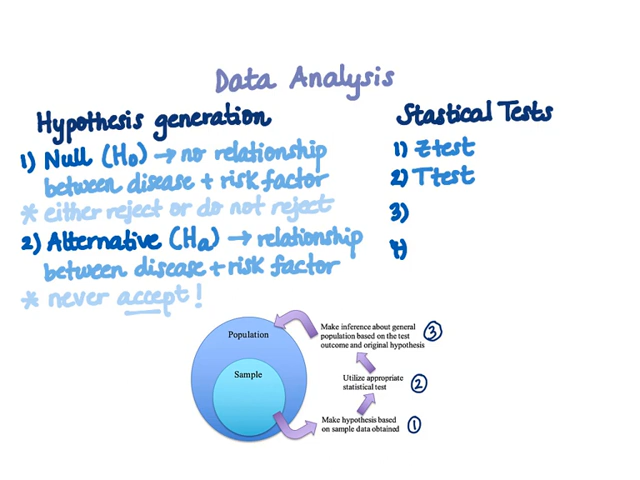 Data Analysis
Hypothesis generation
1) Null (H₀) → no relationship
between disease + risk factor
* either reject or do not reject
2) Alternative (Hₐ) → relationship
between disease + risk factor
* never accept!
Stastical Tests
1) Ztest
2) Ttest
3)
4)
Population
Sample
Make inference about general
population based on the test
outcome and original hypothesis
3
Utilize appropriate
statistical test
2
Make hypothesis based
on sample data obtained
1